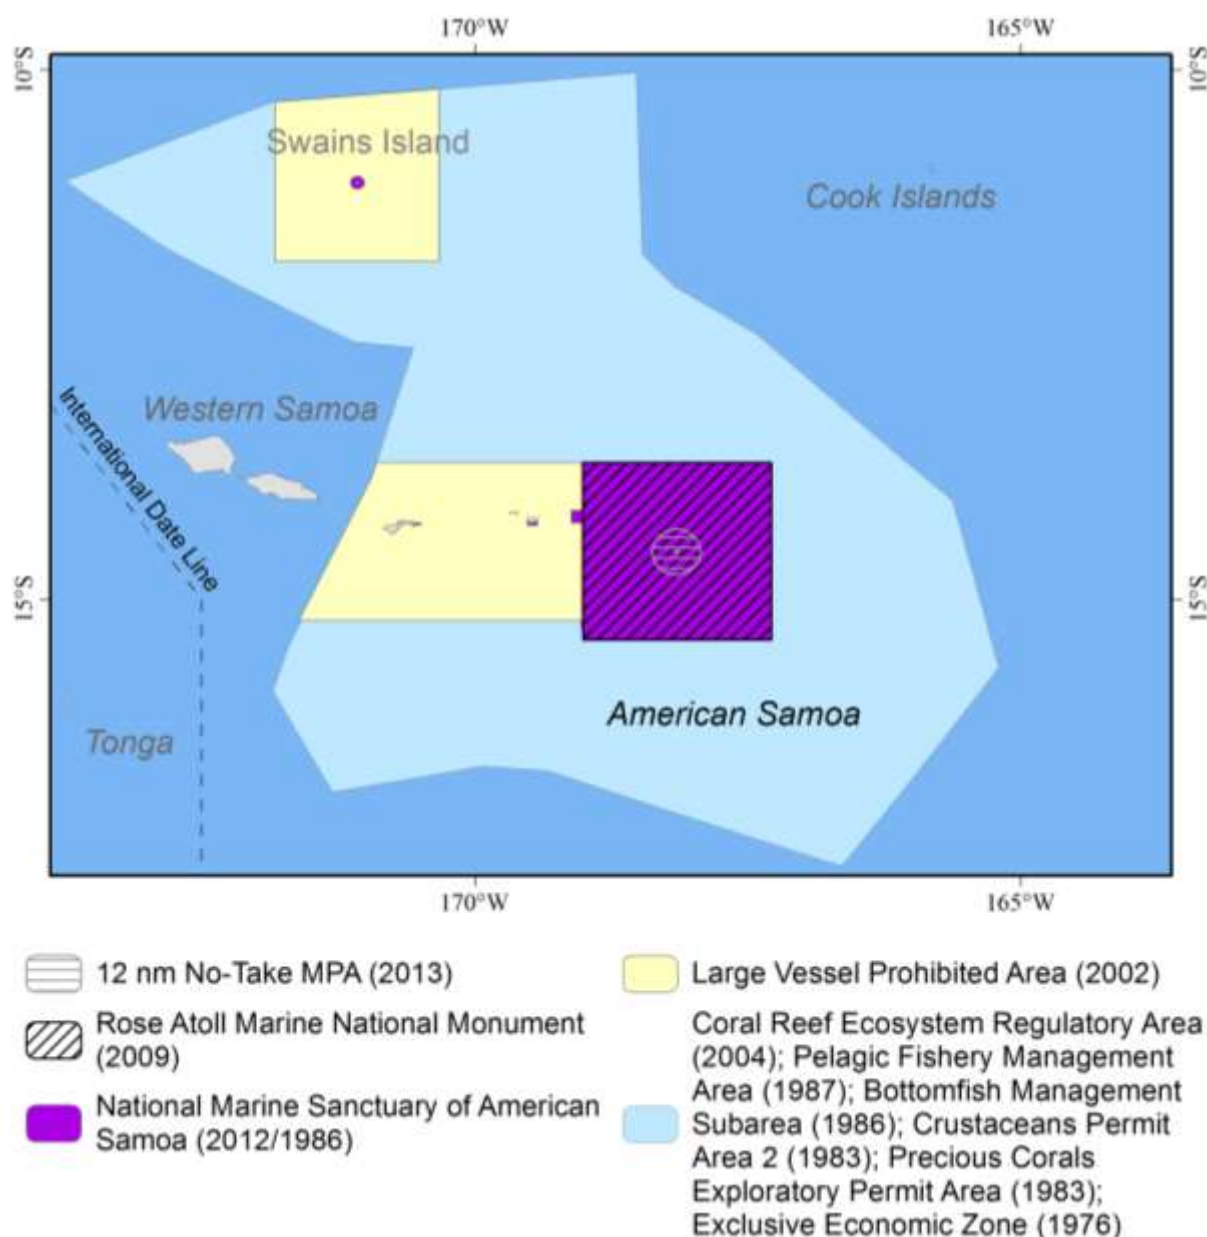 170°W
165°W
10°S
10°S
Swains Island
Cook Islands
Western Samoa
International Date Line
15°S
15°S
American Samoa
Tonga
170°W
165°W
12 nm No-Take MPA (2013)
Rose Atoll Marine National Monument
(2009)
National Marine Sanctuary of American
Samoa (2012/1986)
Large Vessel Prohibited Area (2002)
Coral Reef Ecosystem Regulatory Area
(2004); Pelagic Fishery Management
Area (1987); Bottomfish Management
Subarea (1986); Crustaceans Permit
Area 2 (1983); Precious Corals
Exploratory Permit Area (1983);
Exclusive Economic Zone (1976)